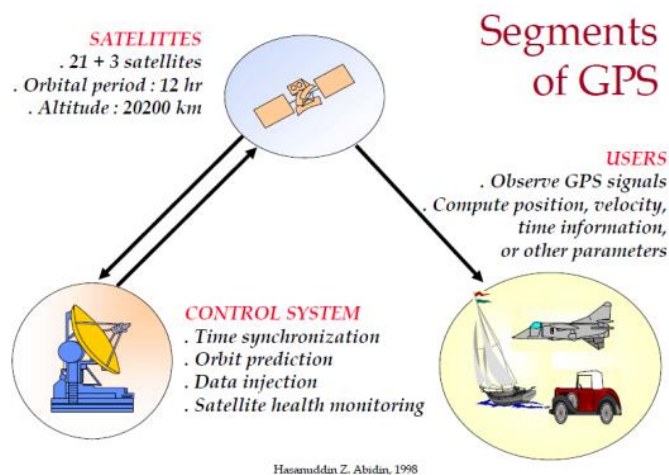 Segments
of GPS
SATELITTES
. 21 + 3 satellites
. Orbital period : 12 hr
. Altitude : 20200 km
USERS
. Observe GPS signals
. Compute position, velocity,
time information,
or other parameters
CONTROL SYSTEM
. Time synchronization
. Orbit prediction
. Data injection
. Satellite health monitoring
Hasanuddin Z. Abidin, 1998